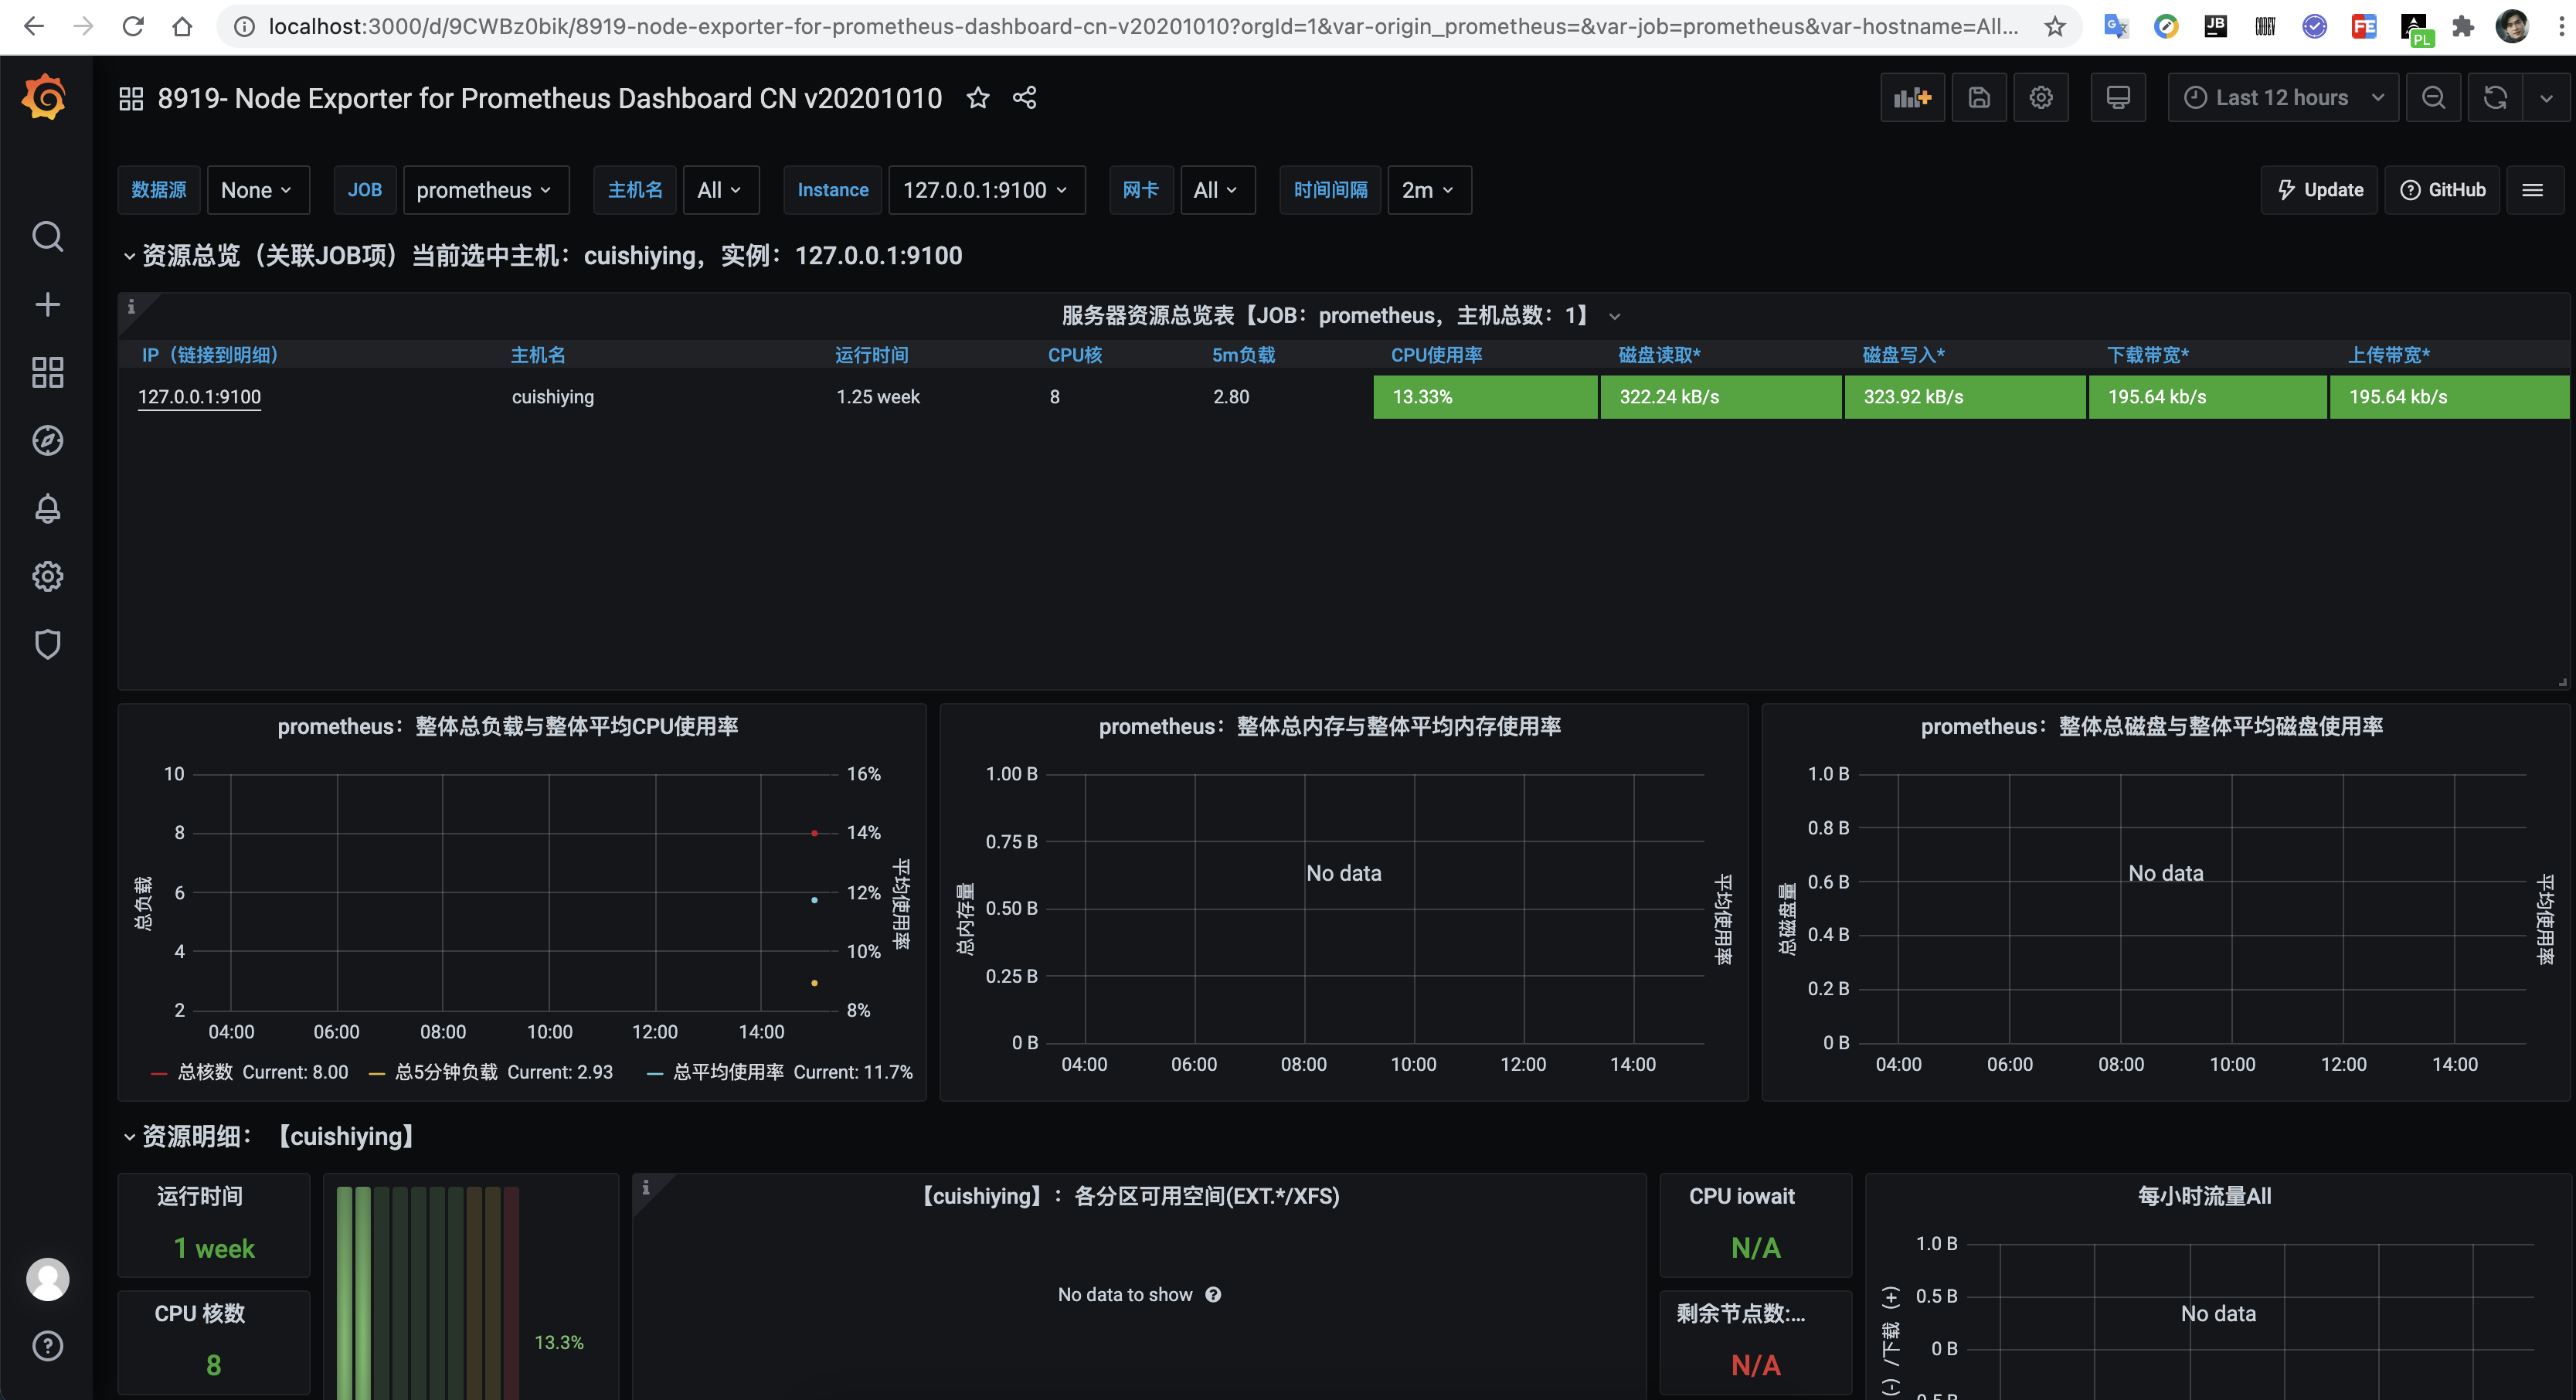 localhost:3000/d/9CWBz0bik/8919-node-exporter-for-prometheus-dashboard-cn-v20201010?orgId=1&var-origin_prometheus=&var-job=prometheus&var-hostname=All...
JB
CODEV
FE
PL
8919- Node Exporter for Prometheus Dashboard CN v20201010
Last 12 hours
数据源 None JOB prometheus 主机名 All Instance 127.0.0.1:9100 网卡 All 时间间隔 2m Update GitHub
资源总览（关联JOB项）当前选中主机：cuishiying，实例：127.0.0.1:9100
服务器资源总览表【JOB：prometheus，主机总数：1】
IP（链接到明细） 主机名 运行时间 CPU核 5m负载 CPU使用率 磁盘读取* 磁盘写入* 下载带宽* 上传带宽*
127.0.0.1:9100 cuishiying 1.25 week 8 2.80 13.33% 322.24 kB/s 323.92 kB/s 195.64 kb/s 195.64 kb/s
prometheus：整体总负载与整体平均CPU使用率
总负载
10
8
6
4
2
16%
14%
12%
10%
8%
平均使用率
04:00 06:00 08:00 10:00 12:00 14:00
总核数 Current: 8.00 总5分钟负载 Current: 2.93 总平均使用率 Current: 11.7%
prometheus：整体总内存与整体平均内存使用率
总内存量
1.00 B
0.75 B
0.50 B
0.25 B
0 B
No data
平均使用率
04:00 06:00 08:00 10:00 12:00 14:00
prometheus：整体总磁盘与整体平均磁盘使用率
总磁盘量
1.0 B
0.8 B
0.6 B
0.4 B
0.2 B
0 B
No data
平均使用率
04:00 06:00 08:00 10:00 12:00 14:00
资源明细：【cuishiying】
运行时间
1 week
CPU 核数
8
13.3%
【cuishiying】：各分区可用空间(EXT.*/XFS)
No data to show
CPU iowait
N/A
剩余节点数:...
N/A
每小时流量All
(-) /下载 (+)
1.0 B
0.5 B
0 B
No data